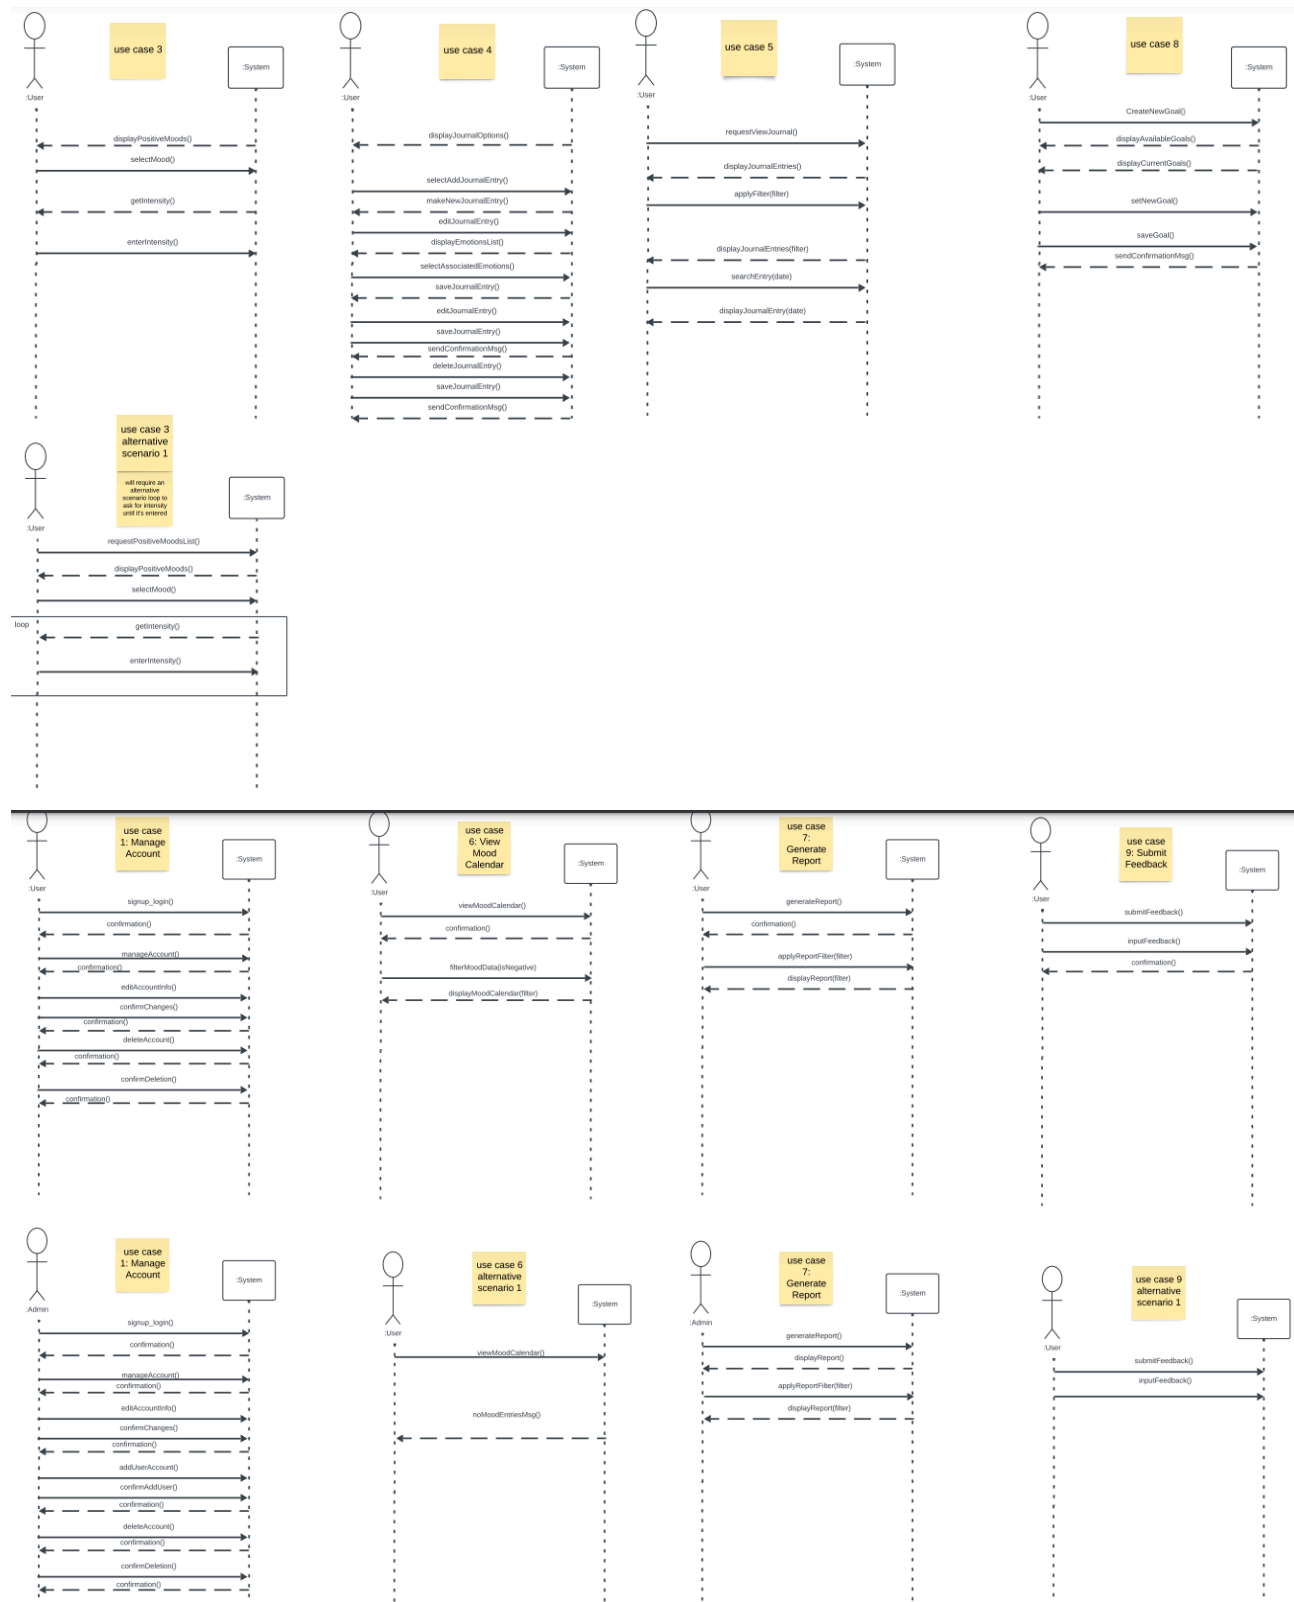 use case 3
:System
:User
displayPositiveMoods()
selectMood()
getIntensity()
enterIntensity()
use case 4
:System
:User
displayJournalOptions()
selectAddJournalEntry()
makeNewJournalEntry()
editJournalEntry()
displayEmotionsList()
selectAssociatedEmotions()
saveJournalEntry()
editJournalEntry()
saveJournalEntry()
sendConfirmationMsg()
deleteJournalEntry()
saveJournalEntry()
sendConfirmationMsg()
use case 5
:System
:User
requestViewJournal()
displayJournalEntries()
applyFilter(filter)
displayJournalEntries(filter)
searchEntry(date)
displayJournalEntry(date)
use case 8
:System
:User
CreateNewGoal()
displayAvailableGoals()
displayCurrentGoals()
setNewGoal()
saveGoal()
sendConfirmationMsg()
use case 3
alternative
scenario 1
will require an
alternative
scenario loop to
ask for intensity
until it's entered
:System
:User
requestPositiveMoodsList()
displayPositiveMoods()
selectMood()
loop
getIntensity()
enterIntensity()
use case
1: Manage
Account
:System
:User
signup_login()
confirmation()
manageAccount()
confirmation()
editAccountInfo()
confirmChanges()
confirmation()
deleteAccount()
confirmation()
confirmDeletion()
confirmation()
use case
6: View
Mood
Calendar
:System
:User
viewMoodCalendar()
confirmation()
filterMoodData(isNegative)
displayMoodCalendar(filter)
use case
7:
Generate
Report
:System
:User
generateReport()
confirmation()
applyReportFilter(filter)
displayReport(filter)
use case
9: Submit
Feedback
:System
:User
submitFeedback()
inputFeedback()
confirmation()
use case
1: Manage
Account
:System
:Admin
signup_login()
confirmation()
manageAccount()
confirmation()
editAccountInfo()
confirmChanges()
confirmation()
addUserAccount()
confirmAddUser()
confirmation()
deleteAccount()
confirmation()
confirmDeletion()
confirmation()
use case 6
alternative
scenario 1
:System
:User
viewMoodCalendar()
noMoodEntriesMsg()
use case
7:
Generate
Report
:System
:Admin
generateReport()
displayReport()
applyReportFilter(filter)
displayReport(filter)
use case 9
alternative
scenario 1
:System
:User
submitFeedback()
inputFeedback()